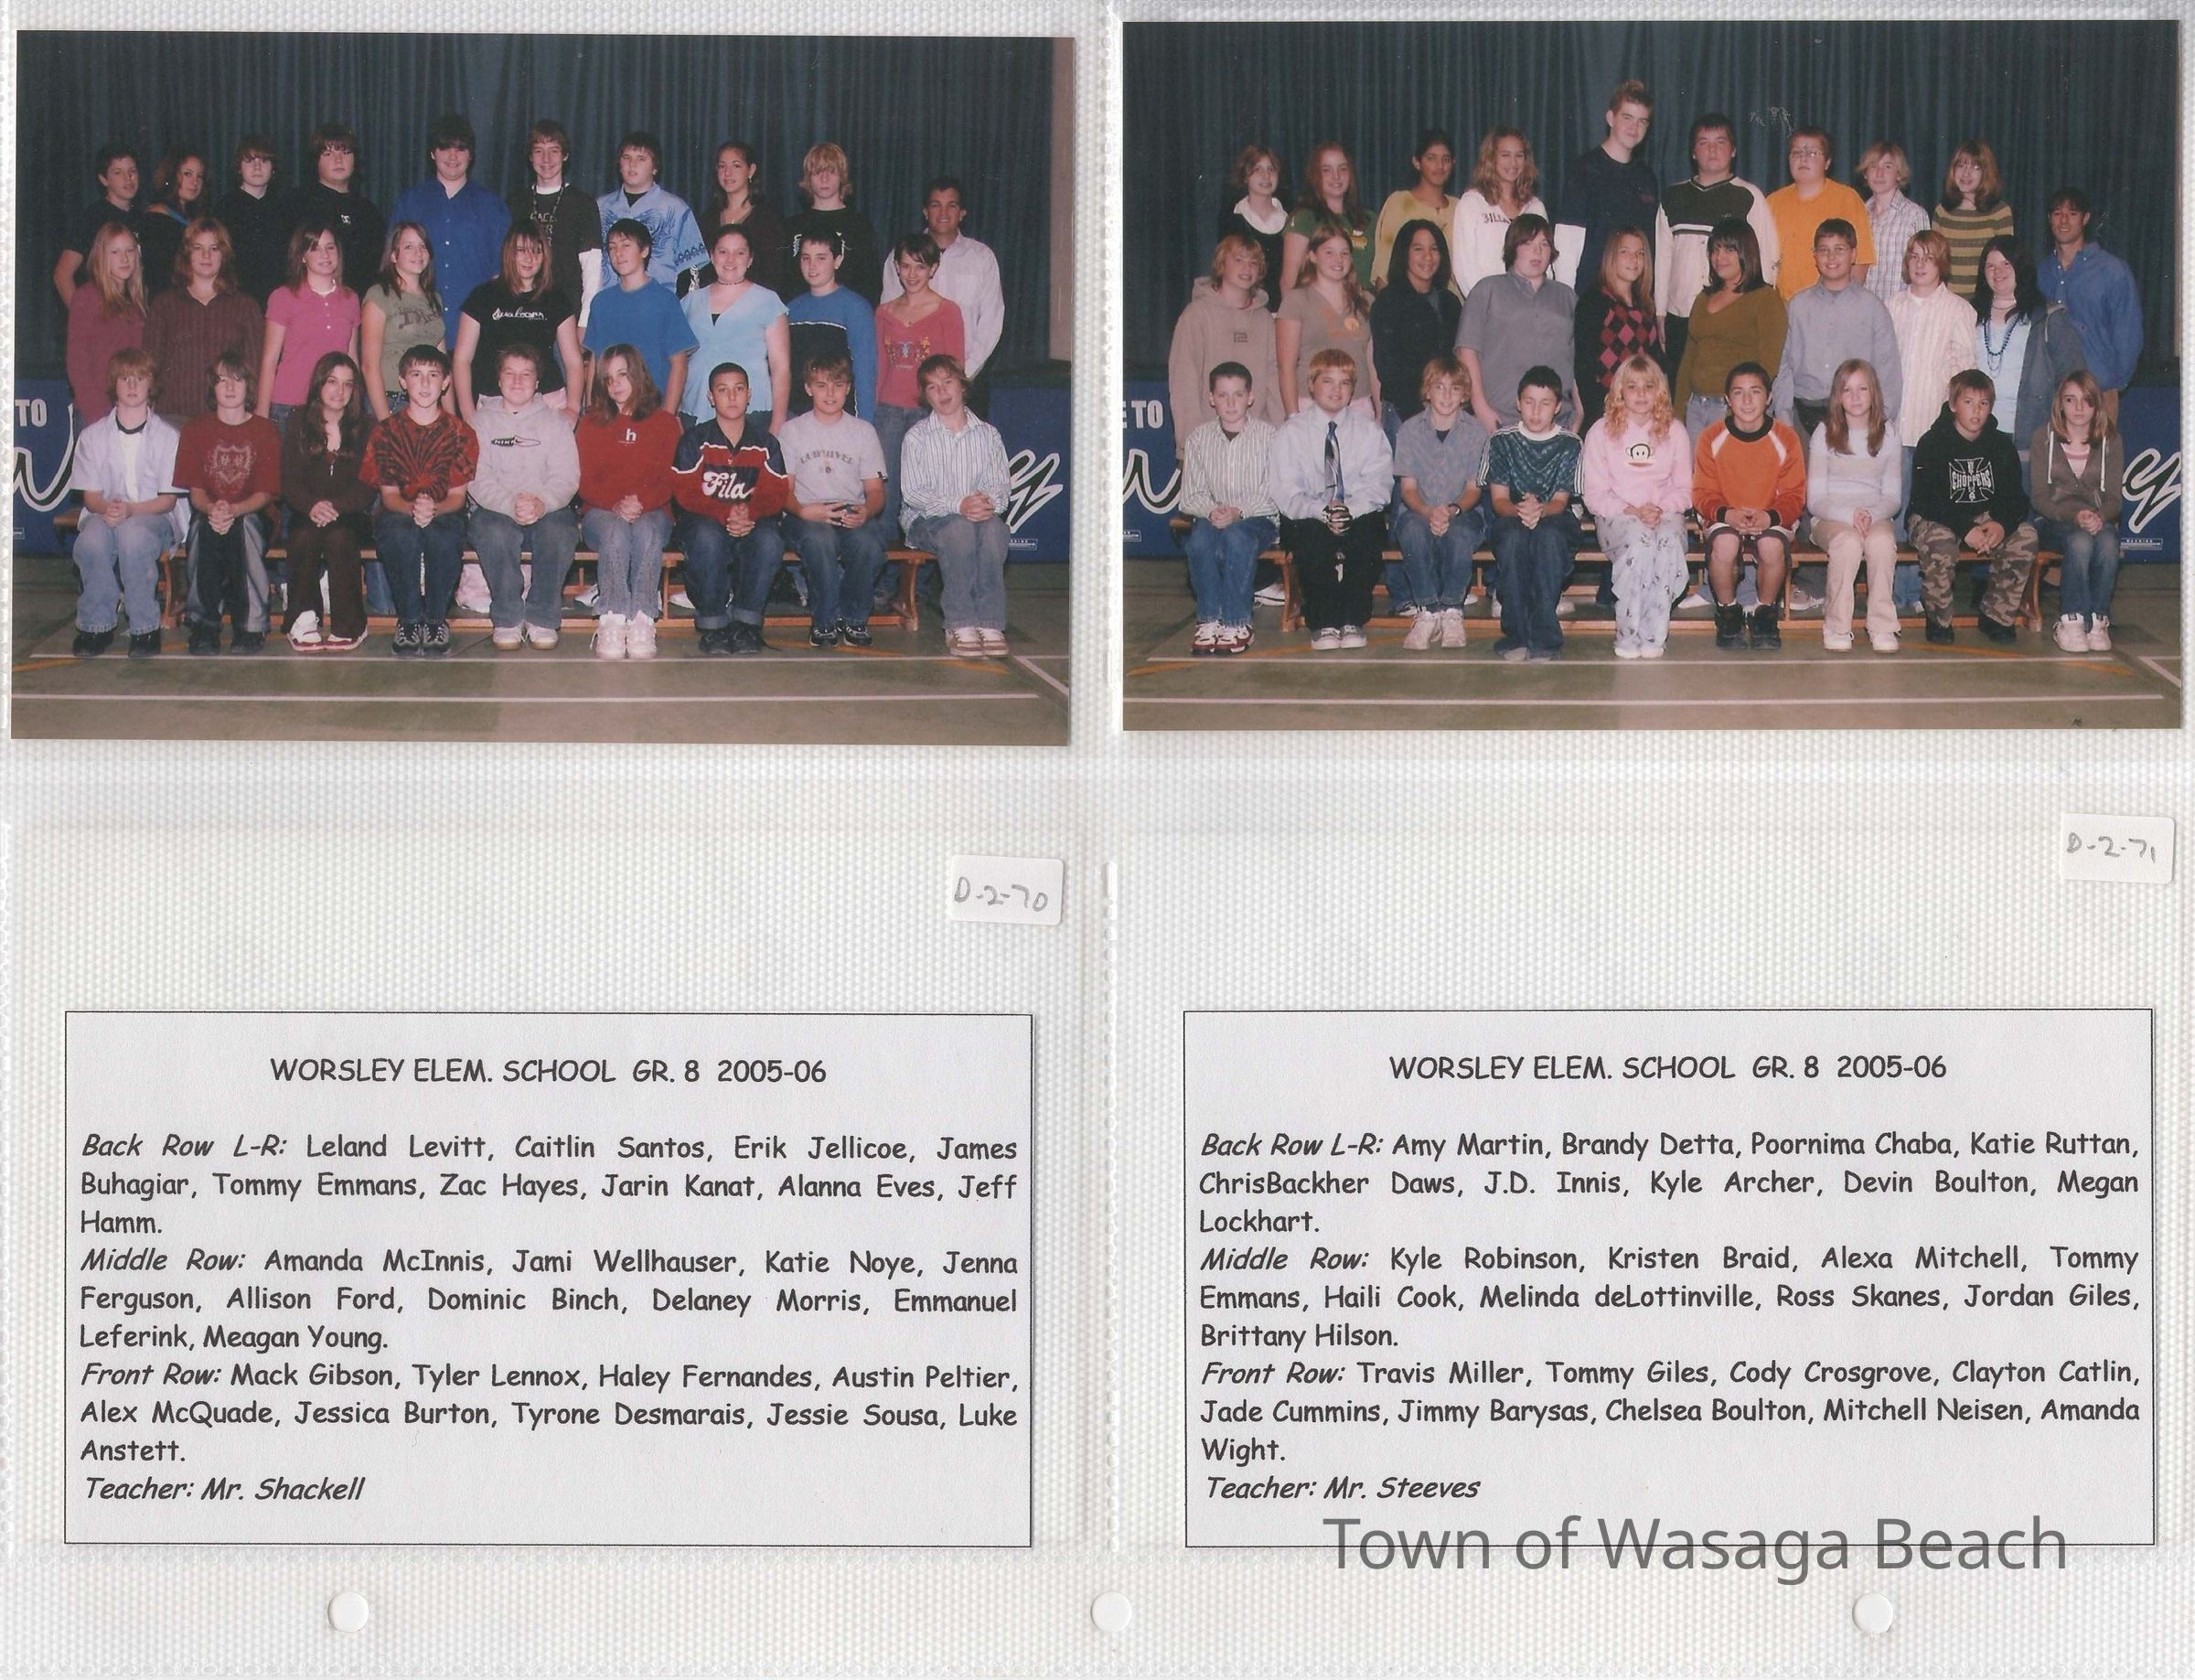 TO
Fila
h
E TO
CHOPPERS
D-2-70
D-2-71
WORSLEY ELEM. SCHOOL GR. 8 2005-06
Back Row L-R: Leland Levitt, Caitlin Santos, Erik Jellicoe, James
Buhagiar, Tommy Emmans, Zac Hayes, Jarin Kanat, Alanna Eves, Jeff
Hamm.
Middle Row: Amanda McInnis, Jami Wellhauser, Katie Noye, Jenna
Ferguson, Allison Ford, Dominic Binch, Delaney Morris, Emmanuel
Leferink, Meagan Young.
Front Row: Mack Gibson, Tyler Lennox, Haley Fernandes, Austin Peltier,
Alex McQuade, Jessica Burton, Tyrone Desmarais, Jessie Sousa, Luke
Anstett.
Teacher: Mr. Shackell
WORSLEY ELEM. SCHOOL GR. 8 2005-06
Back Row L-R: Amy Martin, Brandy Detta, Poornima Chaba, Katie Ruttan,
ChrisBackher Daws, J.D. Innis, Kyle Archer, Devin Boulton, Megan
Lockhart.
Middle Row: Kyle Robinson, Kristen Braid, Alexa Mitchell, Tommy
Emmans, Haili Cook, Melinda deLottinville, Ross Skanes, Jordan Giles,
Brittany Hilson.
Front Row: Travis Miller, Tommy Giles, Cody Crosgrove, Clayton Catlin,
Jade Cummins, Jimmy Barysas, Chelsea Boulton, Mitchell Neisen, Amanda
Wight.
Teacher: Mr. Steeves
Town of Wasaga Beach